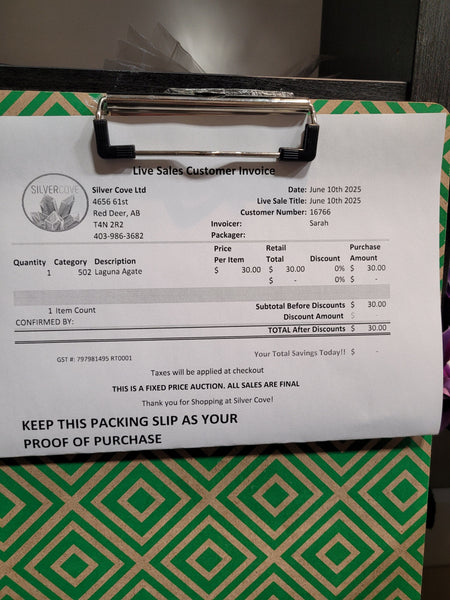 Live Sales Customer Invoice
SILVERCOVE
Silver Cove Ltd
4656 61st
Red Deer, AB
T4N 2R2
403-986-3682
Date: June 10th 2025
Live Sale Title: June 10th 2025
Customer Number: 16766
Invoicer: Sarah
Packager:
Quantity Category Description Price Per Item Retail Total Discount Purchase Amount
1 502 Laguna Agate $ 30.00 $ 30.00 0% $ 30.00
$ - 0% $ -
1 Item Count
Subtotal Before Discounts $ 30.00
Discount Amount $
CONFIRMED BY:
TOTAL After Discounts $ 30.00
GST #: 797981495 RT0001
Your Total Savings Today!! $ -
Taxes will be applied at checkout
THIS IS A FIXED PRICE AUCTION. ALL SALES ARE FINAL
Thank you for Shopping at Silver Cove!
KEEP THIS PACKING SLIP AS YOUR
PROOF OF PURCHASE